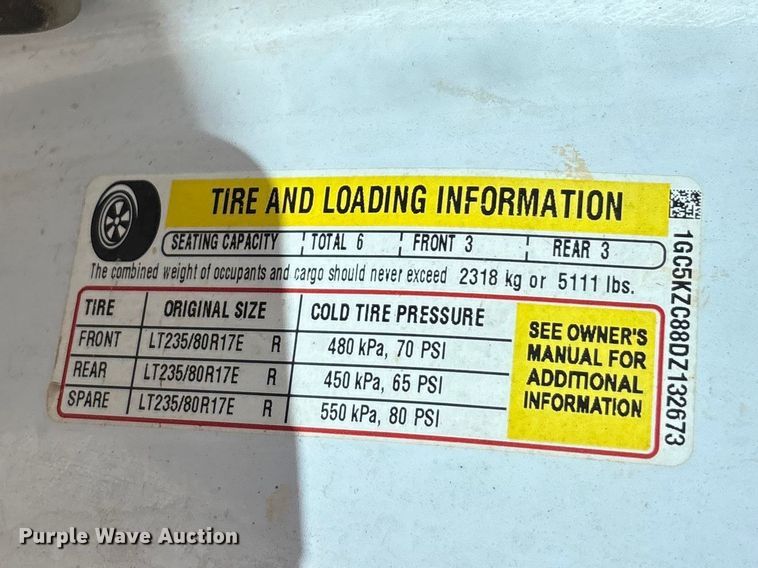 TIRE AND LOADING INFORMATION
SEATING CAPACITY TOTAL 6 FRONT 3 REAR 3
The combined weight of occupants and cargo should never exceed 2318 kg or 5111 lbs.
TIRE ORIGINAL SIZE COLD TIRE PRESSURE
FRONT LT235/80R17E R 480 kPa, 70 PSI
REAR LT235/80R17E R 450 kPa, 65 PSI
SPARE LT235/80R17E R 550 kPa, 80 PSI
SEE OWNER'S
MANUAL FOR
ADDITIONAL
INFORMATION
1GC5KZC88DZ132673
Purple Wave Auction